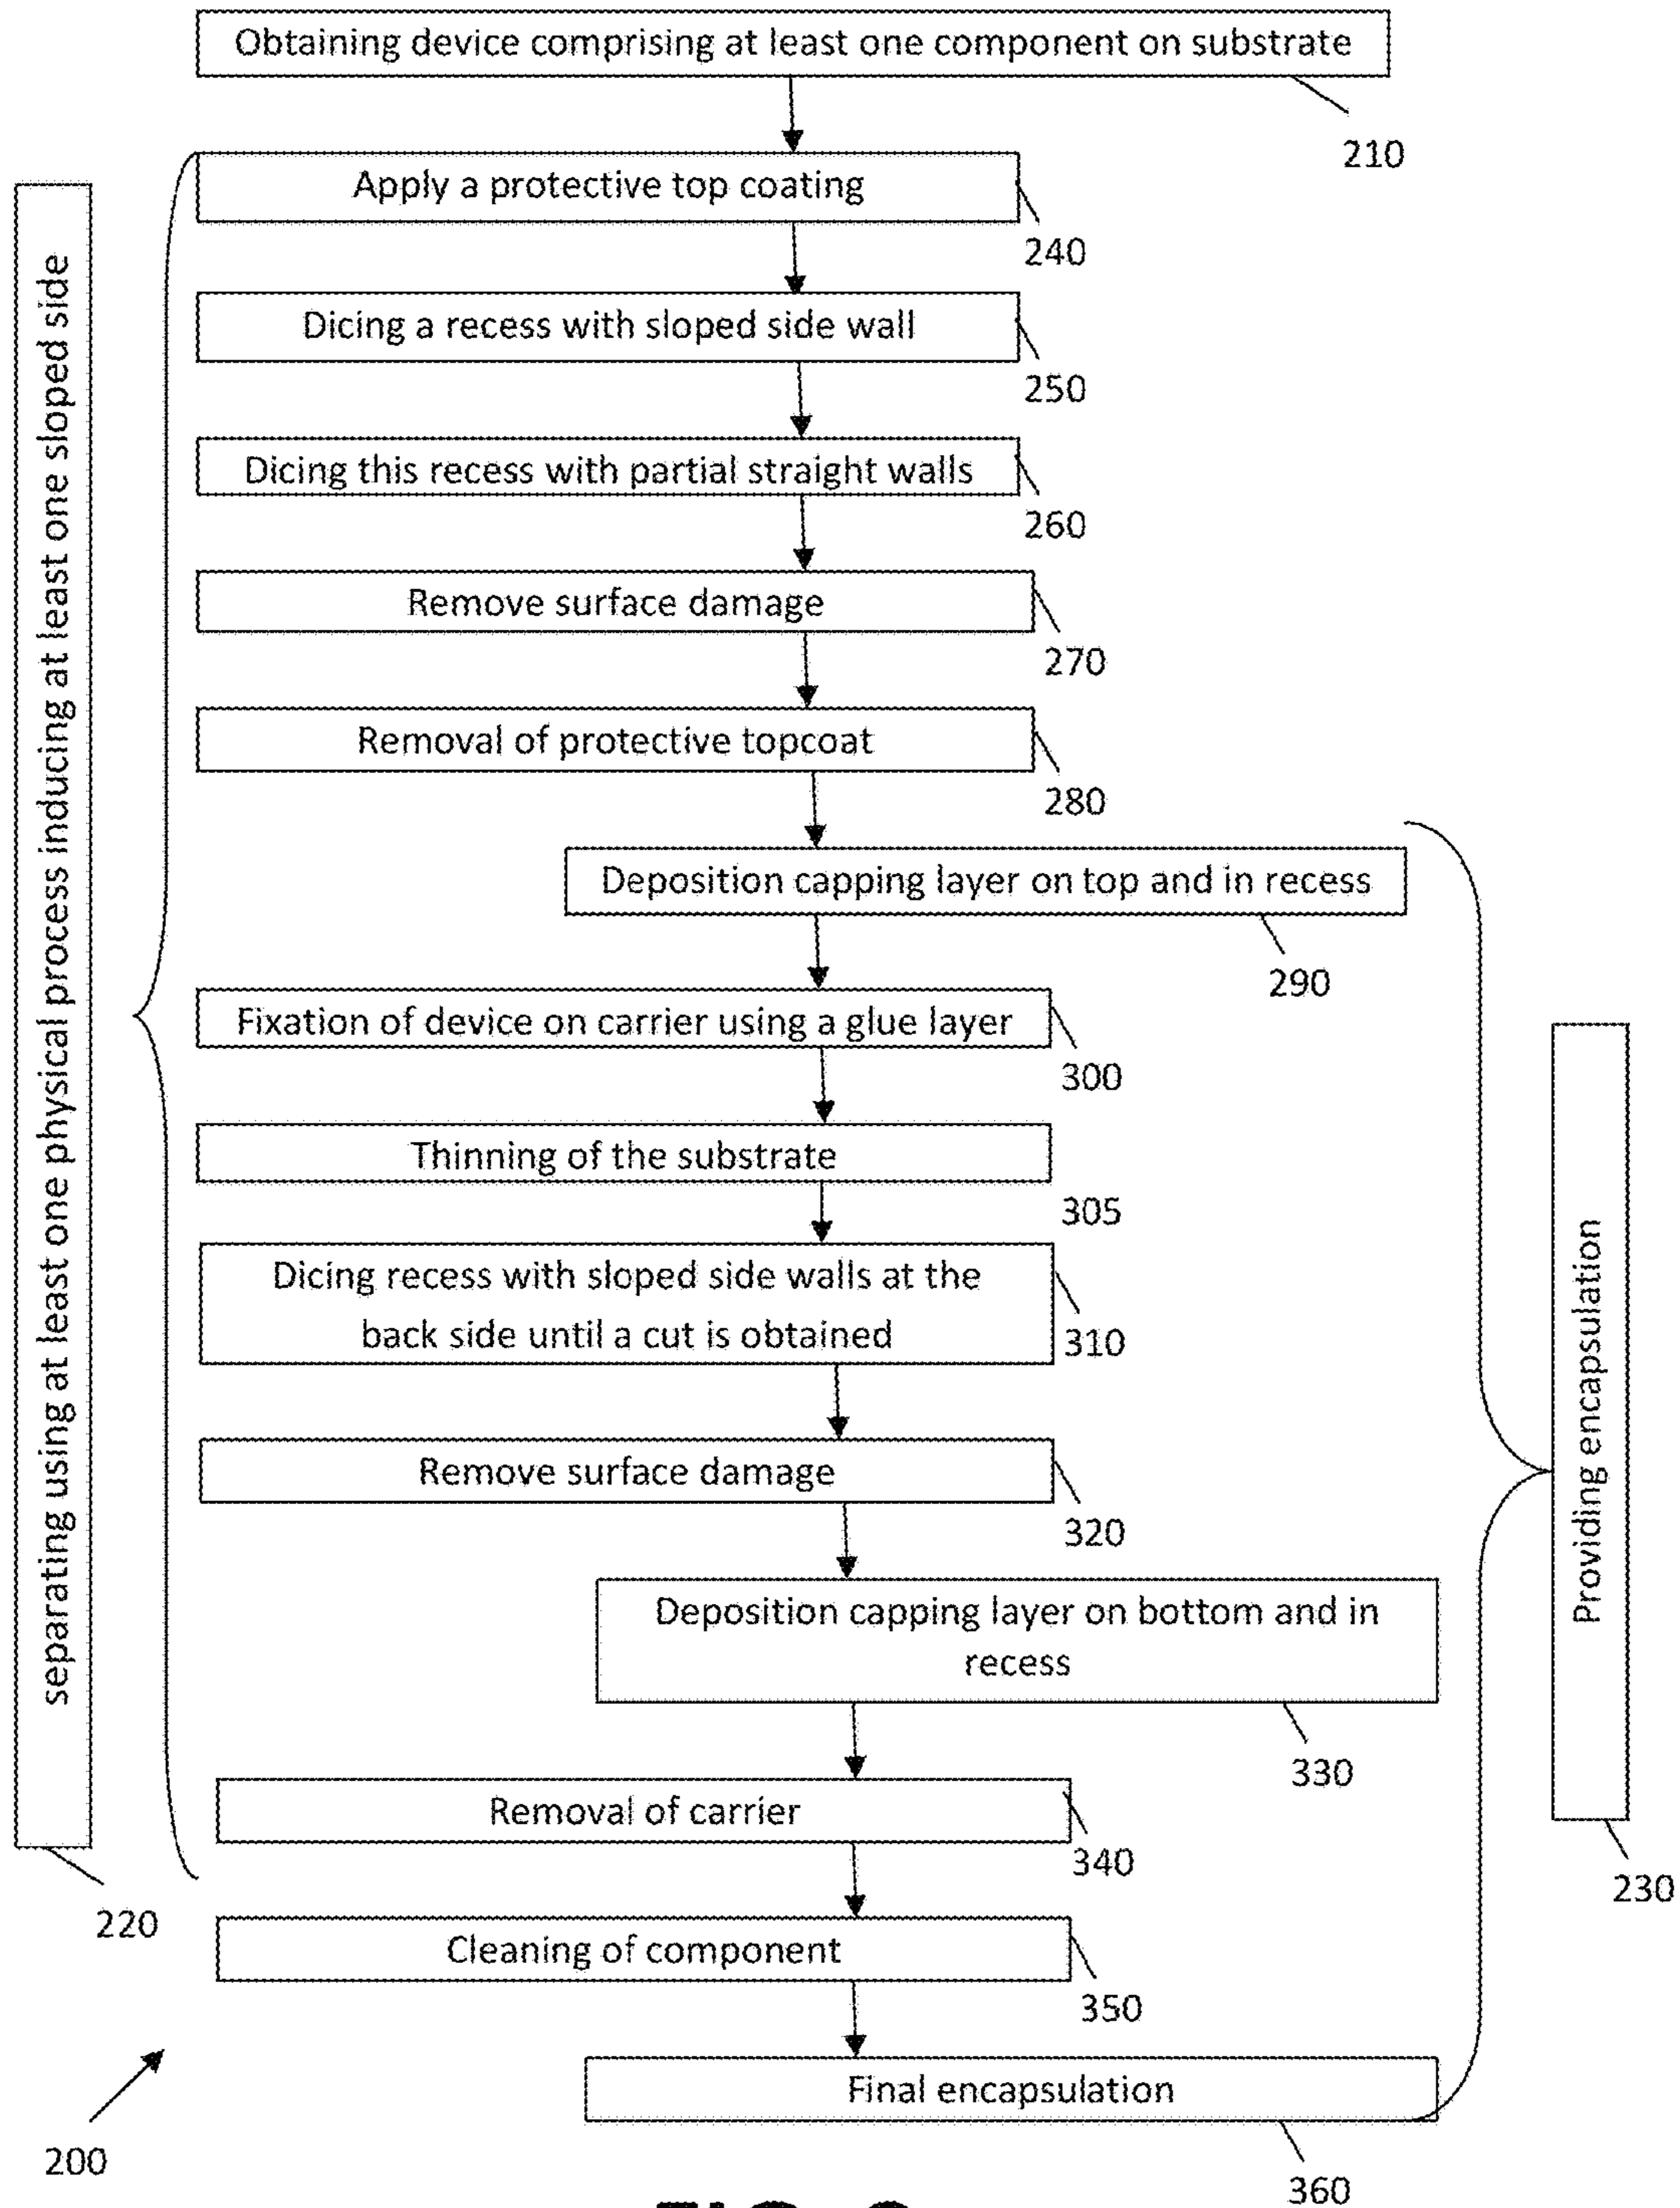 Obtaining device comprising at least one component on substrate
210
Apply a protective top coating
240
Dicing a recess with sloped side wall
250
Dicing this recess with partial straight walls
260
Remove surface damage
270
Removal of protective topcoat
280
Deposition capping layer on top and in recess
290
Fixation of device on carrier using a glue layer
300
Thinning of the substrate
305
Dicing recess with sloped side walls at the
back side until a cut is obtained
310
Remove surface damage
320
Deposition capping layer on bottom and in
recess
330
Removal of carrier
340
Cleaning of component
350
Final encapsulation
360
separating using at least one physical process inducing at least one sloped side
220
Providing encapsulation
230
200